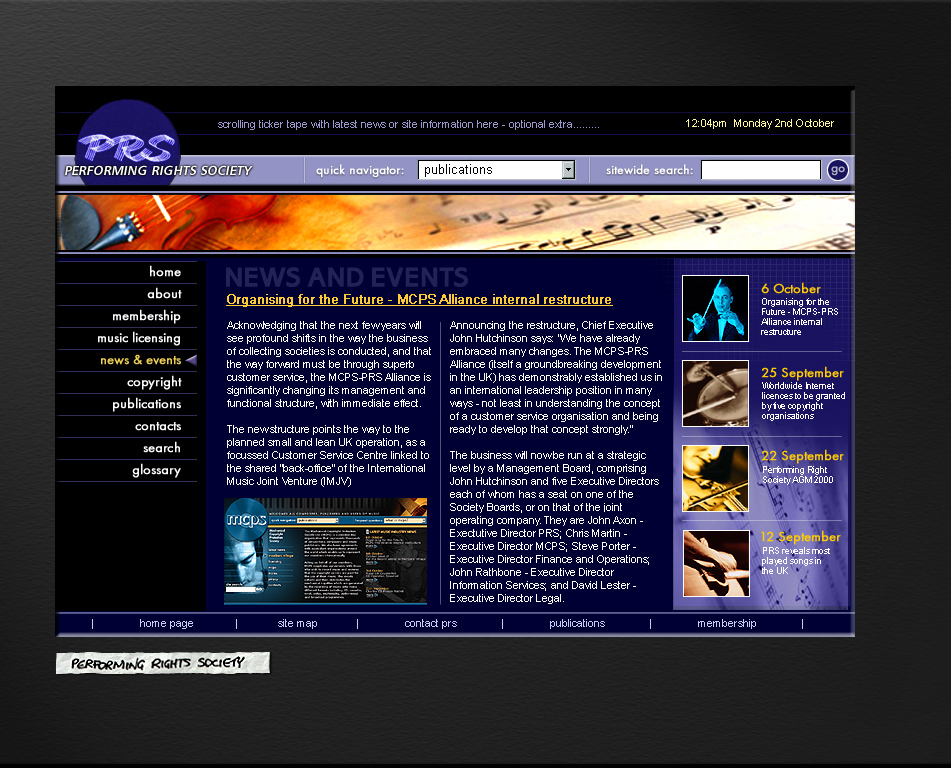 scrolling ticker tape with latest news or site information here - optional extra.........
12:04pm Monday 2nd October
PRS
PERFORMING RIGHTS SOCIETY
quick navigator:
publications
sitewide search:
go
home
about
membership
music licensing
news & events
copyright
publications
contacts
search
glossary
NEWS AND EVENTS
Organising for the Future - MCPS Alliance internal restructure
Acknowledging that the next fewyears will
see profound shifts in the way the business
of collecting societies is conducted, and that
the way forward must be through superb
customer service, the MCPS-PRS Alliance is
significantly changing its management and
functional structure, with immediate effect.
The newstructure points the way to the
planned small and lean UK operation, as a
focussed Customer Service Centre linked to
the shared "back-office" of the International
Music Joint Venture (IMJV)
mcps
Announcing the restructure, Chief Executive
John Hutchinson says: "We have already
embraced many changes. The MCPS-PRS
Alliance (itself a groundbreaking development
in the UK) has demonstrably established us in
an international leadership position in many
ways - not least in understanding the concept
of a customer service organisation and being
ready to develop that concept strongly."
The business will nowbe run at a strategic
level by a Management Board, comprising
John Hutchinson and five Executive Directors
each of whom has a seat on one of the
Society Boards, or on that of the joint
operating company. They are John Axon -
Exectutive Director PRS; Chris Martin -
Executive Director MCPS; Steve Porter -
Executive Director Finance and Operations;
John Rathbone - Executive Director
Information Services; and David Lester -
Executive Director Legal.
6 October
Organising for the
Future - MCPS-PRS
Alliance internal
restructure
25 September
Worldwide Internet
licences to be granted
by five copyright
organisations
22 September
Performing Right
Society AGM 2000
12 September
PRS reveals most
played songs in
the UK
| home page | site map | contact prs | publications | membership |
PERFORMING RIGHTS SOCIETY